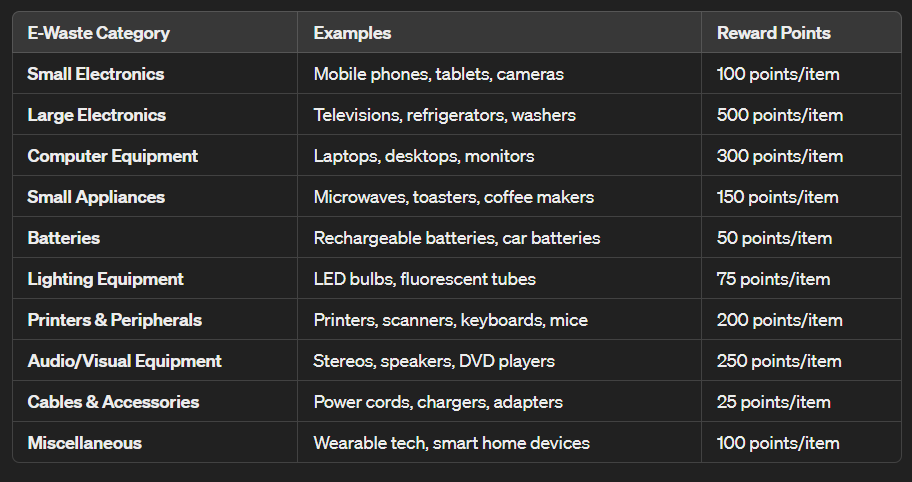 E-Waste Category Examples Reward Points
Small Electronics Mobile phones, tablets, cameras 100 points/item
Large Electronics Televisions, refrigerators, washers 500 points/item
Computer Equipment Laptops, desktops, monitors 300 points/item
Small Appliances Microwaves, toasters, coffee makers 150 points/item
Batteries Rechargeable batteries, car batteries 50 points/item
Lighting Equipment LED bulbs, fluorescent tubes 75 points/item
Printers & Peripherals Printers, scanners, keyboards, mice 200 points/item
Audio/Visual Equipment Stereos, speakers, DVD players 250 points/item
Cables & Accessories Power cords, chargers, adapters 25 points/item
Miscellaneous Wearable tech, smart home devices 100 points/item